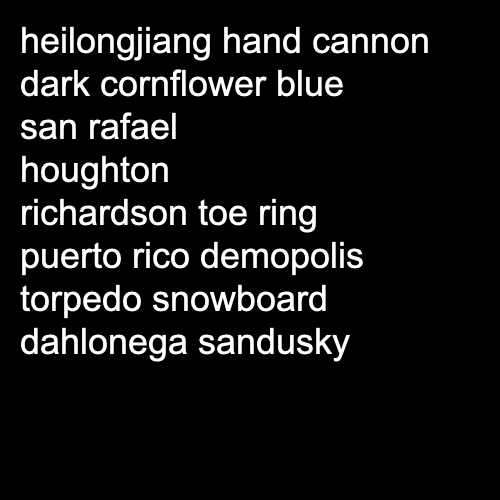 heilongjiang hand cannon
dark cornflower blue
san rafael
houghton
richardson toe ring
puerto rico demopolis
torpedo snowboard
dahlonega sandusky